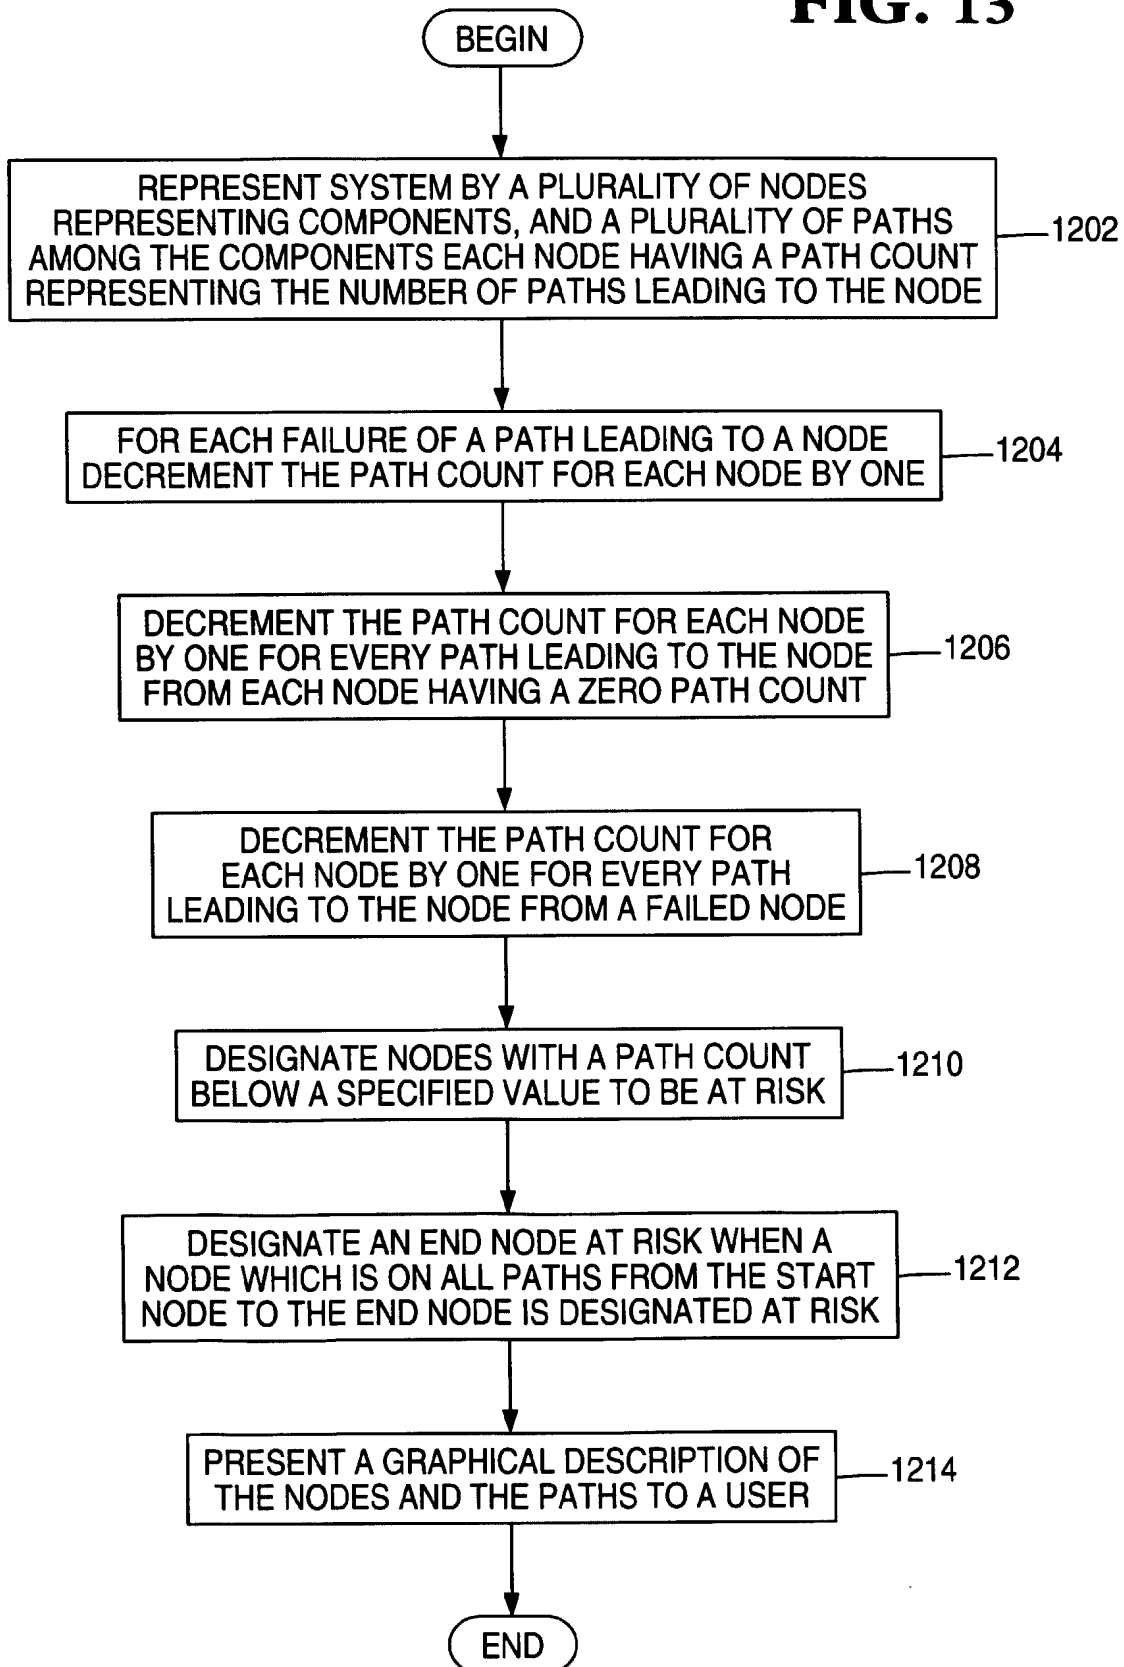 FIG. 13
BEGIN
REPRESENT SYSTEM BY A PLURALITY OF NODES
REPRESENTING COMPONENTS, AND A PLURALITY OF PATHS
AMONG THE COMPONENTS EACH NODE HAVING A PATH COUNT
REPRESENTING THE NUMBER OF PATHS LEADING TO THE NODE
1202
FOR EACH FAILURE OF A PATH LEADING TO A NODE
DECREMENT THE PATH COUNT FOR EACH NODE BY ONE
1204
DECREMENT THE PATH COUNT FOR EACH NODE
BY ONE FOR EVERY PATH LEADING TO THE NODE
FROM EACH NODE HAVING A ZERO PATH COUNT
1206
DECREMENT THE PATH COUNT FOR
EACH NODE BY ONE FOR EVERY PATH
LEADING TO THE NODE FROM A FAILED NODE
1208
DESIGNATE NODES WITH A PATH COUNT
BELOW A SPECIFIED VALUE TO BE AT RISK
1210
DESIGNATE AN END NODE AT RISK WHEN A
NODE WHICH IS ON ALL PATHS FROM THE START
NODE TO THE END NODE IS DESIGNATED AT RISK
1212
PRESENT A GRAPHICAL DESCRIPTION OF
THE NODES AND THE PATHS TO A USER
1214
END